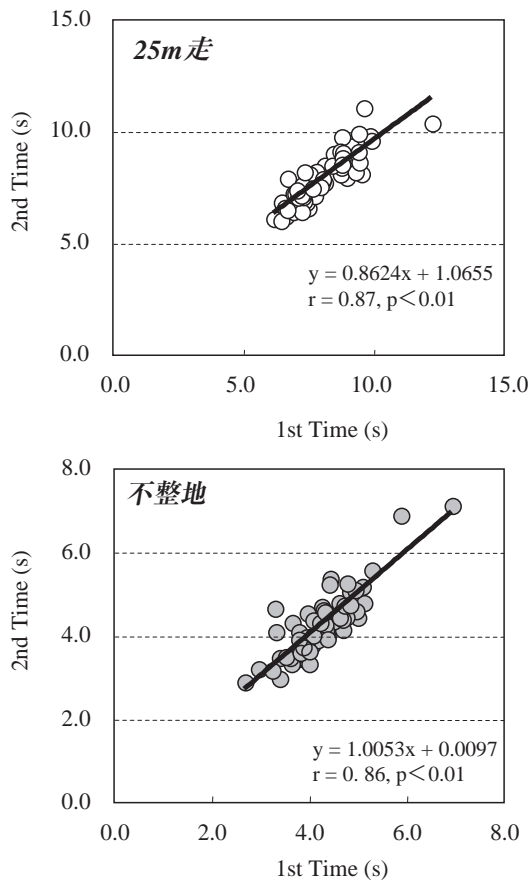 15.0
25m走
10.0
2nd Time (s)
5.0
y = 0.8624x + 1.0655
r = 0.87, p＜0.01
0.0
0.0 5.0 10.0 15.0
1st Time (s)
8.0
不整地
6.0
2nd Time (s)
4.0
2.0
y = 1.0053x + 0.0097
r = 0. 86, p＜0.01
0.0
0.0 2.0 4.0 6.0 8.0
1st Time (s)